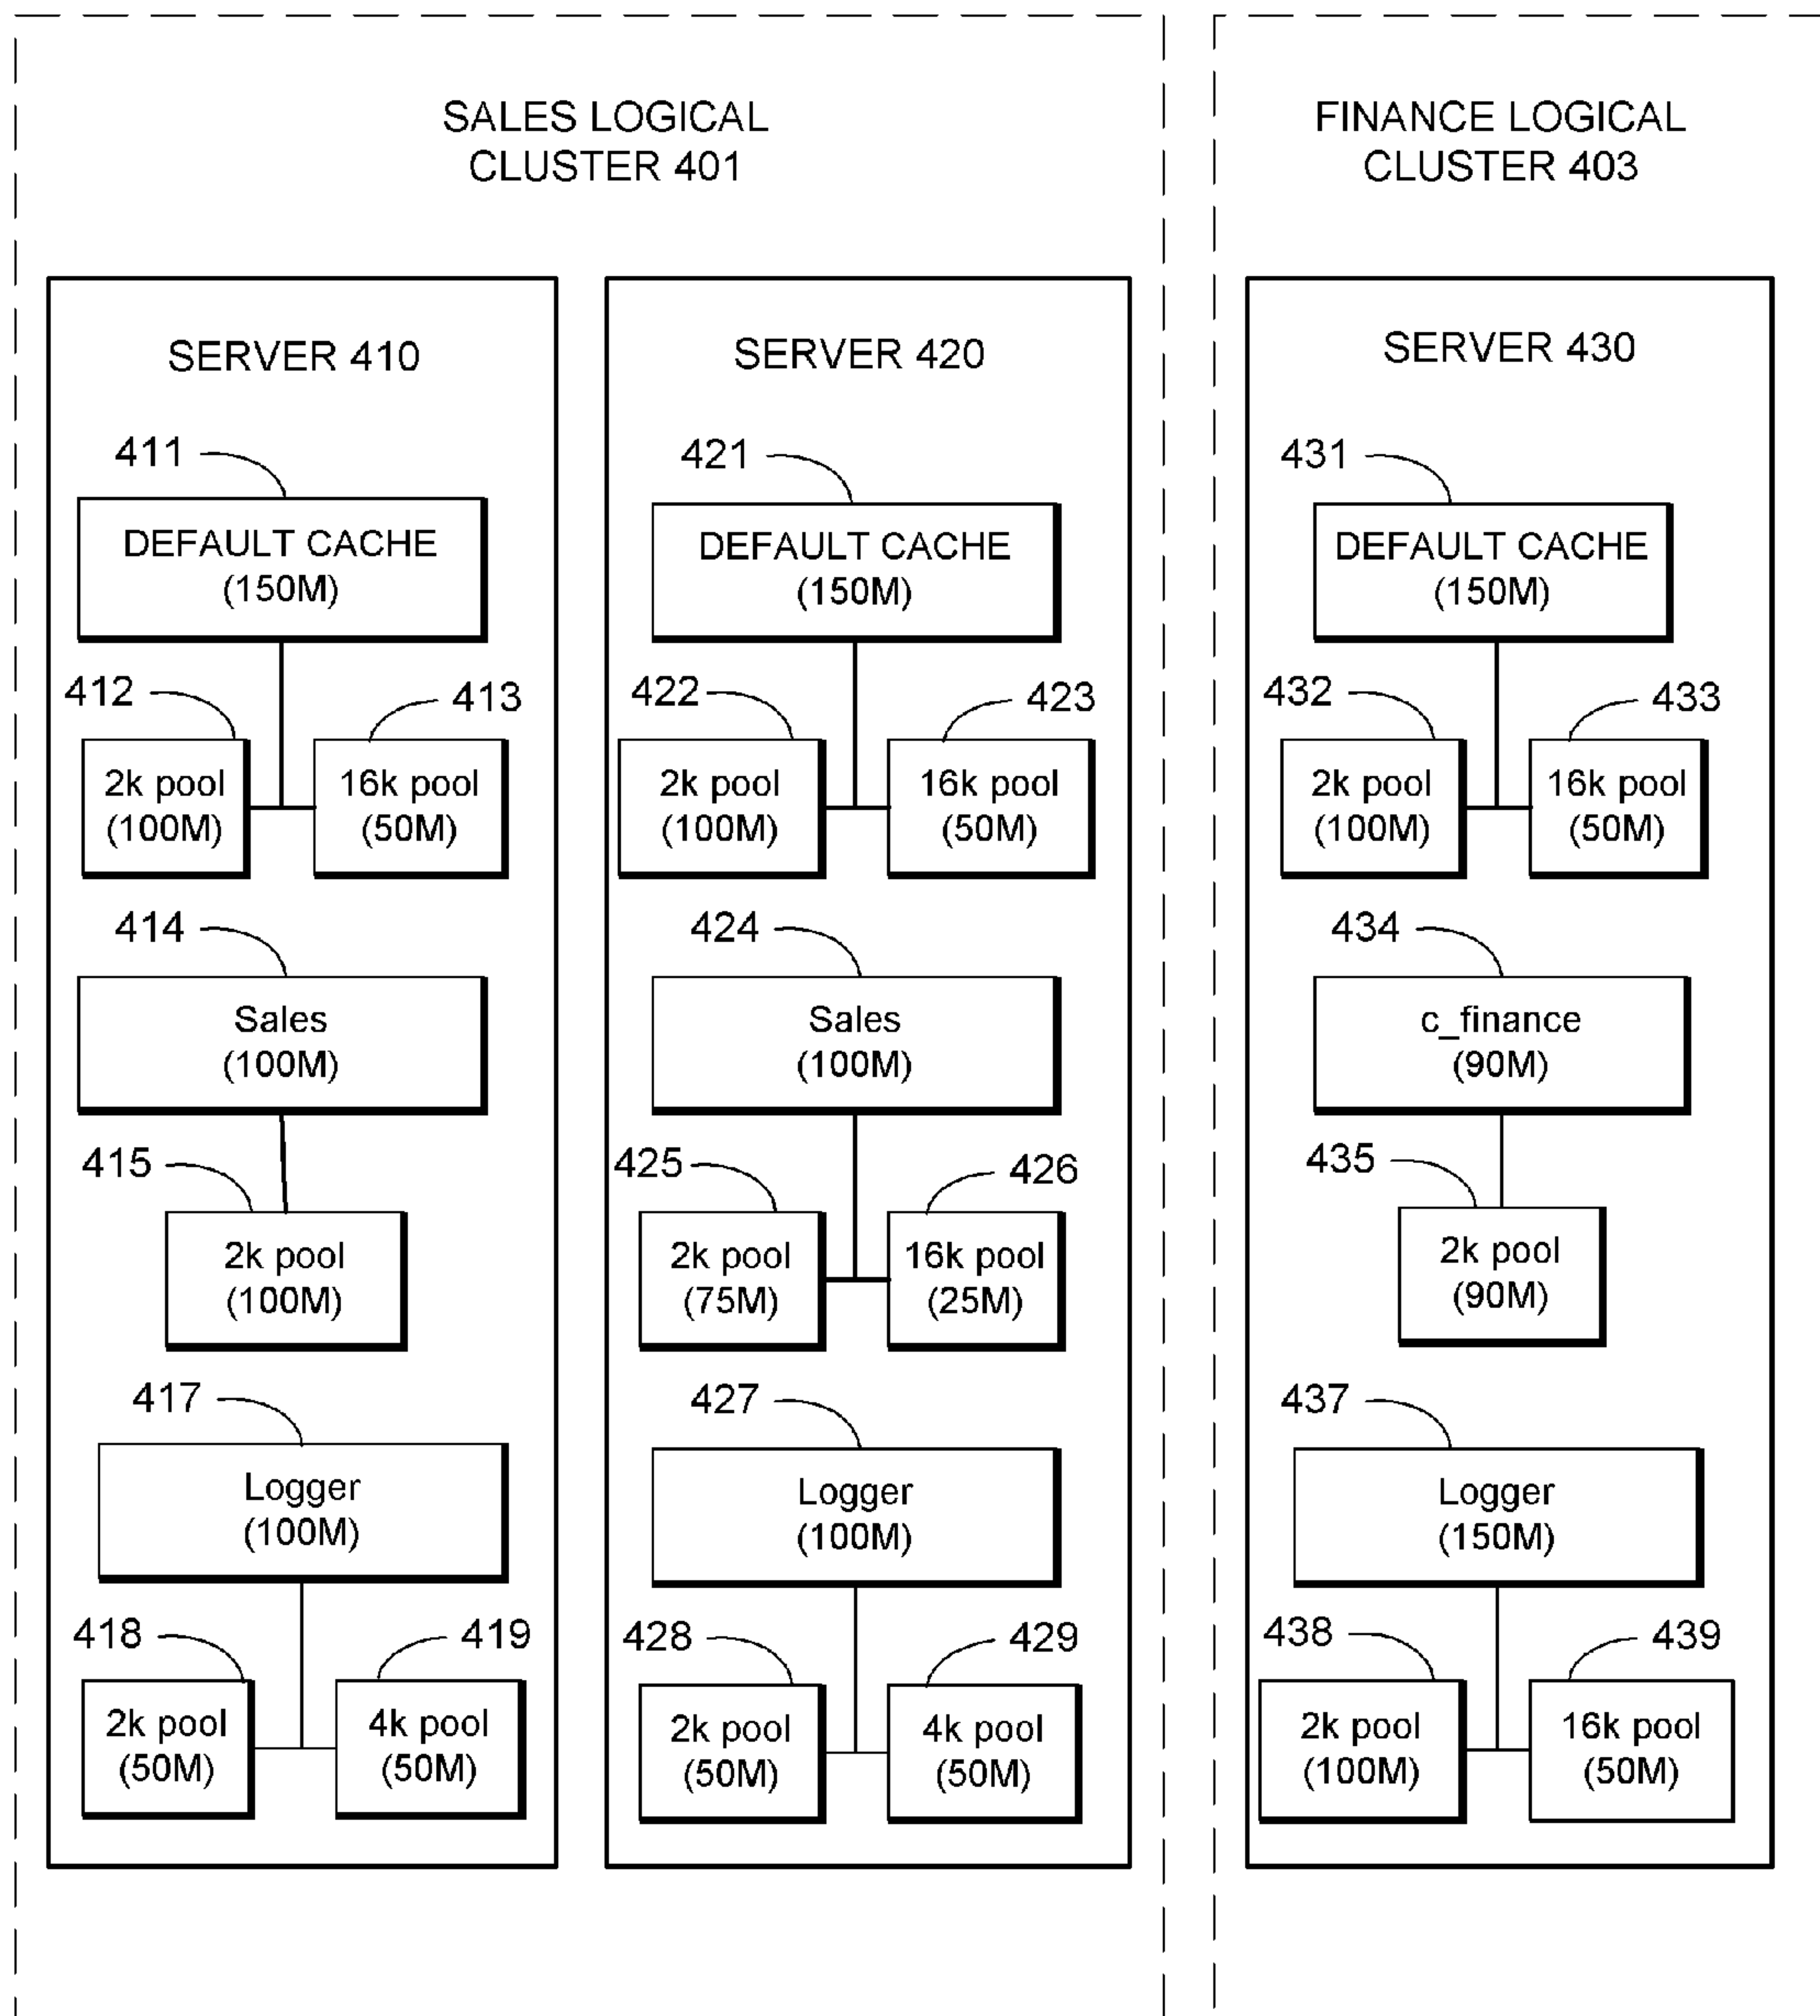 SALES LOGICAL
CLUSTER 401
SERVER 410
411
DEFAULT CACHE
(150M)
412
413
2k pool
(100M)
16k pool
(50M)
414
Sales
(100M)
415
2k pool
(100M)
417
Logger
(100M)
418
419
2k pool
(50M)
4k pool
(50M)
SERVER 420
421
DEFAULT CACHE
(150M)
422
423
2k pool
(100M)
16k pool
(50M)
424
Sales
(100M)
425
426
2k pool
(75M)
16k pool
(25M)
427
Logger
(100M)
428
429
2k pool
(50M)
4k pool
(50M)
FINANCE LOGICAL
CLUSTER 403
SERVER 430
431
DEFAULT CACHE
(150M)
432
433
2k pool
(100M)
16k pool
(50M)
434
c_finance
(90M)
435
2k pool
(90M)
437
Logger
(150M)
438
439
2k pool
(100M)
16k pool
(50M)